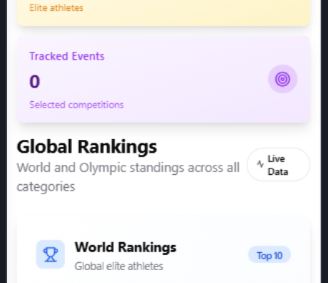 Elite athletes
Tracked Events
0
Selected competitions
Global Rankings
World and Olympic standings across all
categories
Live
Data
World Rankings
Global elite athletes
Top 10